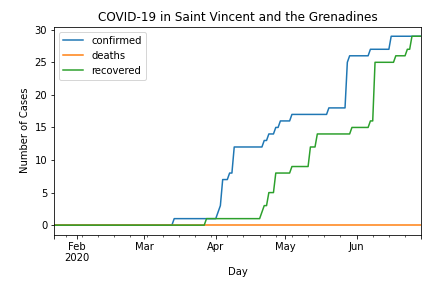 COVID-19 in Saint Vincent and the Grenadines
confirmed
deaths
recovered
30
25
20
15
10
5
0
Number of Cases
Feb
2020
Mar
Apr
May
Jun
Day